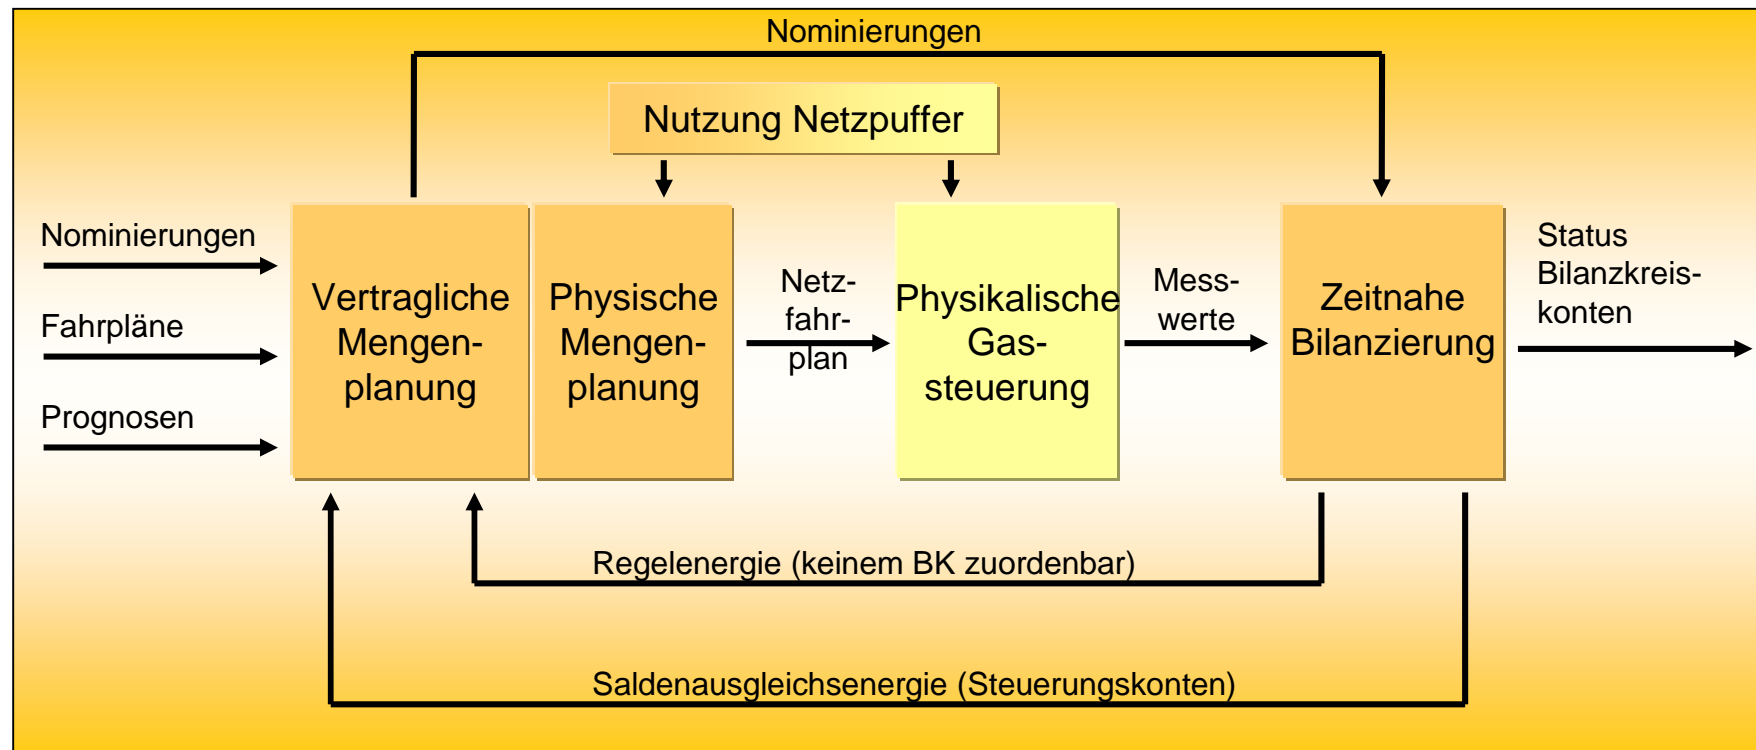 Nominierungen
Nutzung Netzpuffer
Nominierungen
Fahrpläne
Prognosen
Vertragliche
Mengen-
planung
Physische
Mengen-
planung
Netz-
fahr-
plan
Physikalische
Gas-
steuerung
Mess-
werte
Zeitnahe
Bilanzierung
Status
Bilanzkreis-
konten
Regelenergie (keinem BK zuordenbar)
Saldenausgleichsenergie (Steuerungskonten)